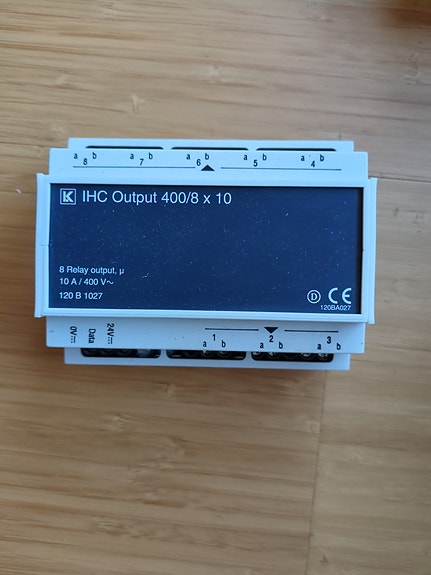 a b a b a b a b a b
8 7 6 5 4
LK IHC Output 400/8 x 10
8 Relay output, µ
10 A / 400 V~
120 B 1027
D CE
120BA027
0V⎓ Data 24V⎓ 1 2 3
a b a b a b